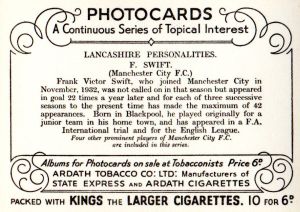 PHOTOCARDS
A Continuous Series of Topical Interest
LANCASHIRE PERSONALITIES.
F. SWIFT.
(Manchester City F.C.)
Frank Victor Swift, who joined Manchester City in
November, 1932, was not called on in that season but appeared
in goal 22 times a year later and for each of three successive
seasons to the present time has made the maximum of 42
appearances. Born in Blackpool, he played originally for a
junior team in his home town, and has appeared in a F.A.
International trial and for the English League.
Four other prominent players of Manchester City F.C.
are included in this series.
Albums for Photocards on sale at Tobacconists Price 6D
ARDATH TOBACCO CO: LTD: Manufacturers of
STATE EXPRESS AND ARDATH CIGARETTES
PACKED WITH KINGS THE LARGER CIGARETTES. 10 FOR 6D.